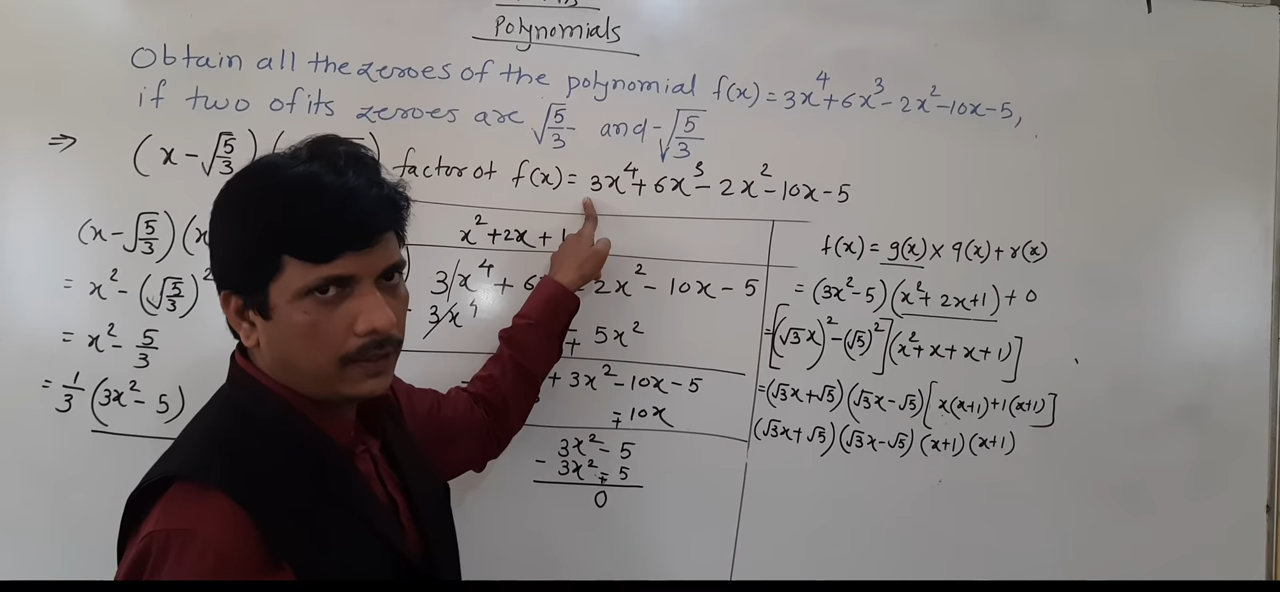 Polynomials
Obtain all the zeroes of the polynomial f(x) = 3x⁴+6x³-2x²-10x-5,
if two of its zeroes are √5/3 and -√5/3
⇒ (x-√5/3) ( ) factor of f(x) = 3x⁴+6x³-2x²-10x-5
(x-√5/3)(x
= x²-(√5/3)²
= x²-5/3
= 1/3 (3x²-5)
x²+2x+1
3x⁴ + 6 2x²-10x-5
3x⁴ 5x²
+ 3x²-10x-5
10x
3x²-5
- 3x² 5
0
f(x) = g(x) × q(x) + r(x)
= (3x²-5)(x²+2x+1)+0
=[(√3x)²-(√5)²](x²+x+x+1)]
=(√3x+√5)(√3x-√5)[x(x+1)+1(x+1)]
(√3x+√5)(√3x-√5)(x+1)(x+1)